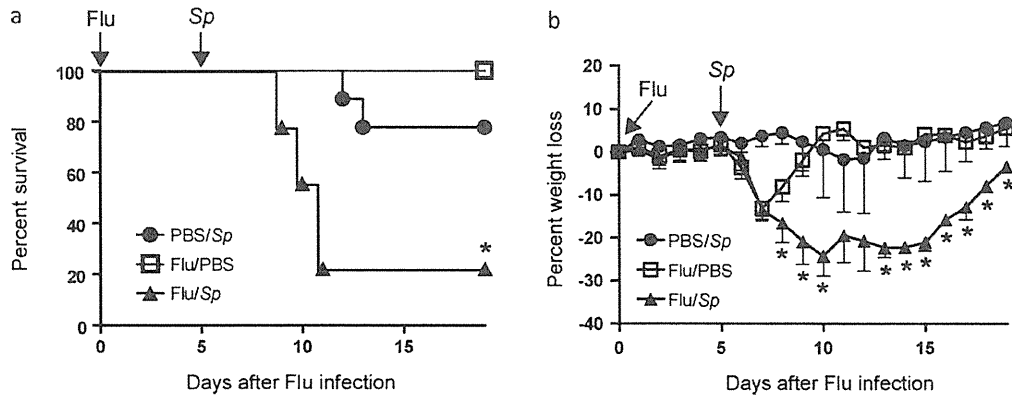 a
Flu
Sp
100
80
60
40
20
0
Percent survival
PBS/Sp
Flu/PBS
Flu/Sp
*
0
5
10
15
Days after Flu infection
b
Flu
Sp
20
10
0
-10
-20
-30
-40
Percent weight loss
PBS/Sp
Flu/PBS
Flu/Sp
* * * * * * * * * *
0
5
10
15
Days after Flu infection